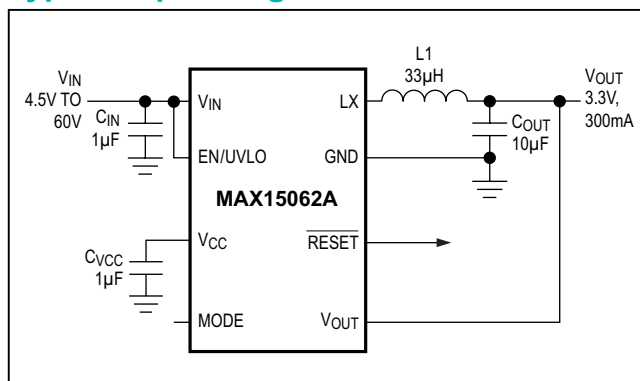 L1
33µH
VIN
4.5V TO
60V
CIN
1µF
VIN
LX
VOUT
3.3V,
300mA
COUT
10µF
EN/UVLO
GND
MAX15062A
VCC
RESET
CVCC
1µF
MODE
VOUT